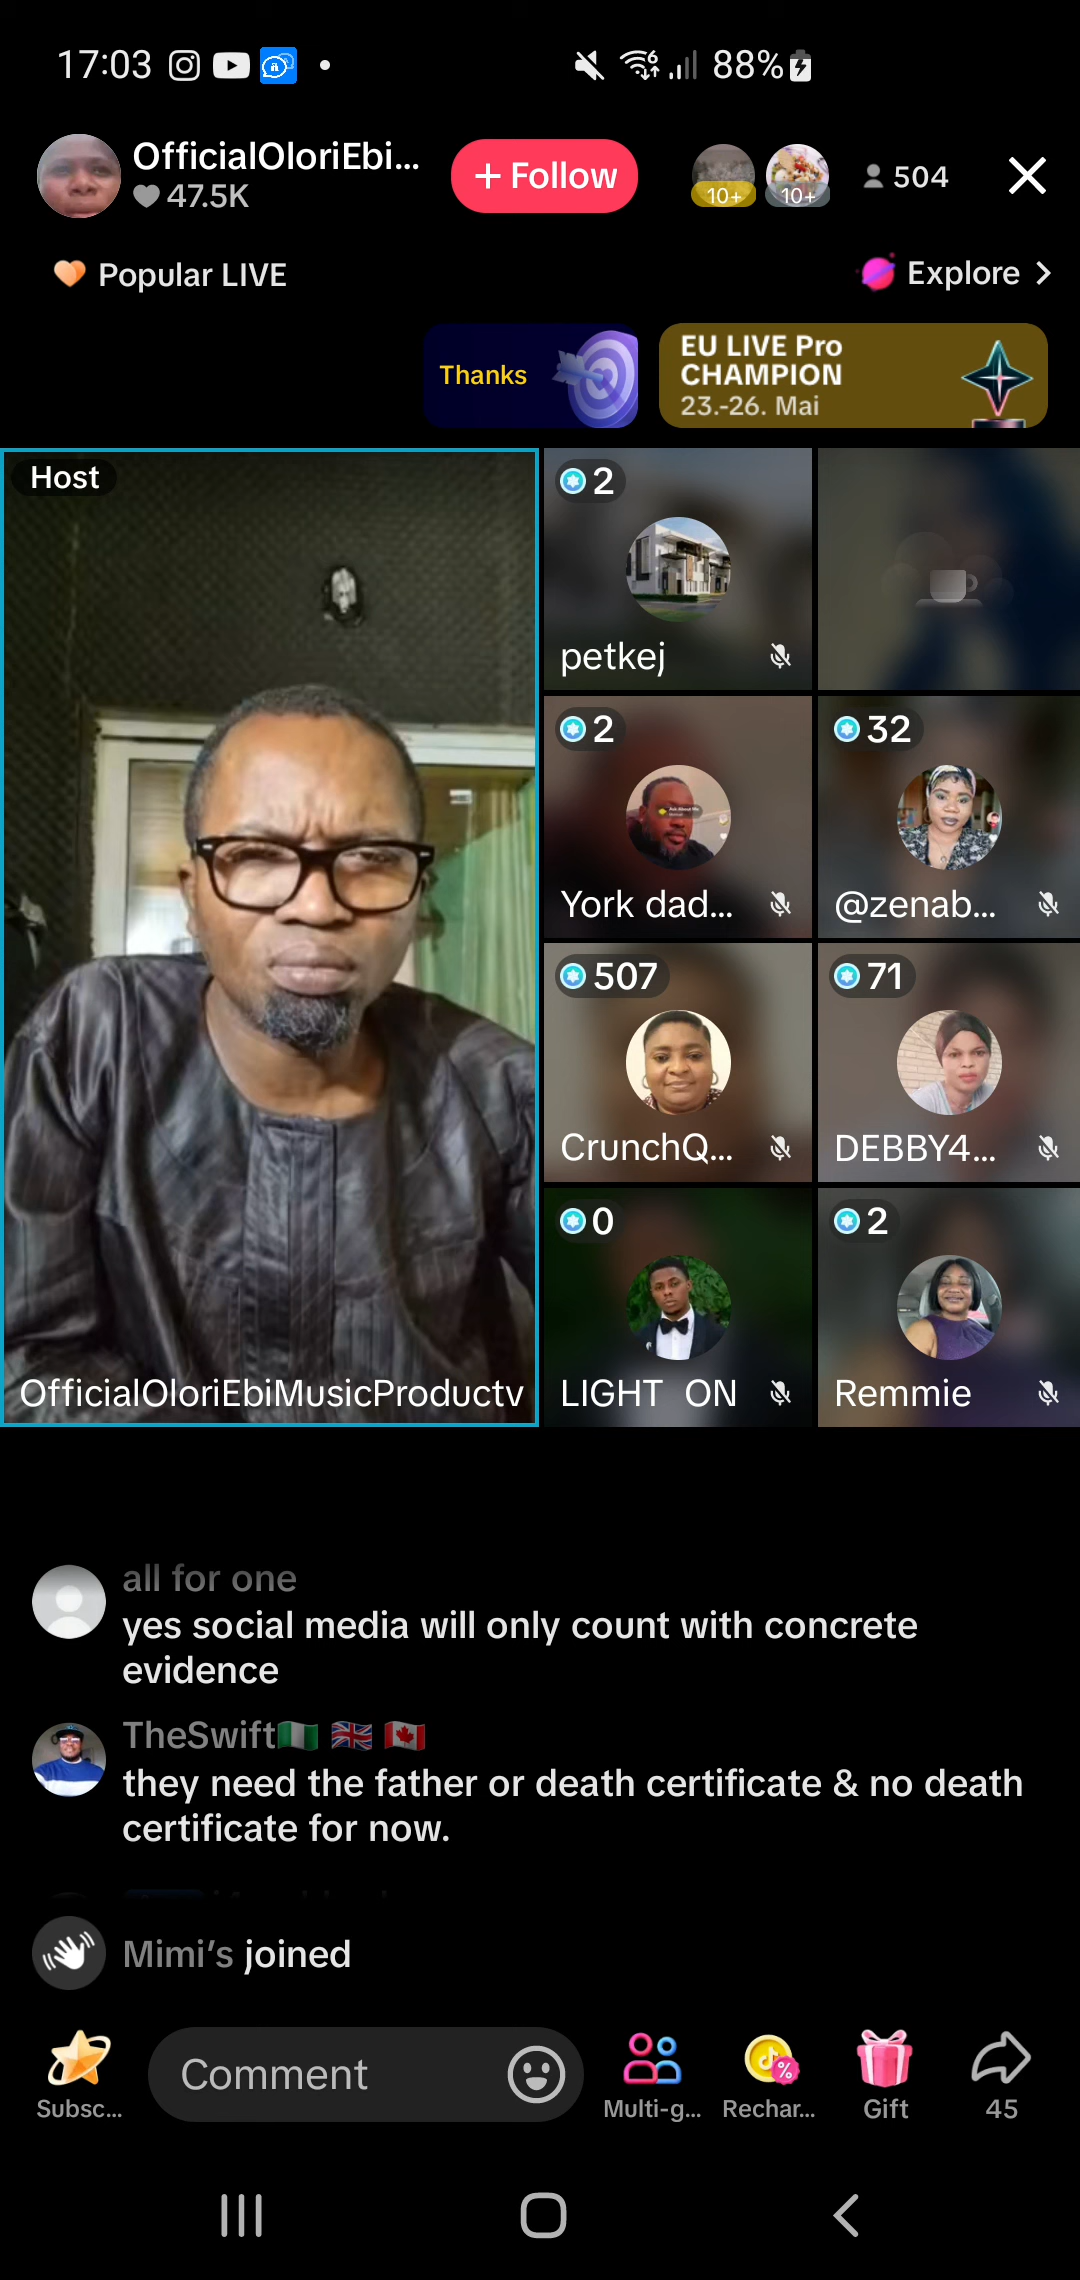 17:03
88%
OfficialOloriEbi...
47.5K
+ Follow
10+
10+
504
Popular LIVE
Explore
Thanks
EU LIVE Pro
CHAMPION
23.-26. Mai
Host
2
petkej
2
York dad...
32
@zenab...
507
CrunchQ...
71
DEBBY4...
0
LIGHT ON
2
Remmie
OfficialOloriEbiMusicProductv
all for one
yes social media will only count with concrete
evidence
TheSwift🇳🇬 🇬🇧 🇨🇦
they need the father or death certificate & no death
certificate for now.
Mimi's joined
Subsc...
Comment
Multi-g...
Rechar...
Gift
45